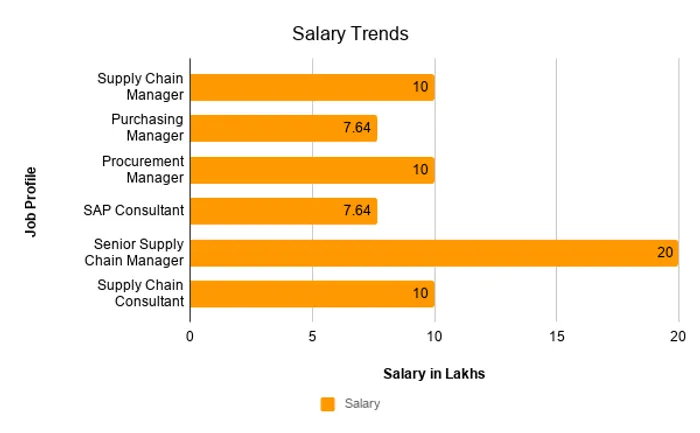 Salary Trends
Supply Chain
Manager
10
Purchasing
Manager
7.64
Procurement
Manager
10
SAP Consultant
7.64
Senior Supply
Chain Manager
20
Supply Chain
Consultant
10
Job Profile
0 5 10 15 20
Salary in Lakhs
Salary